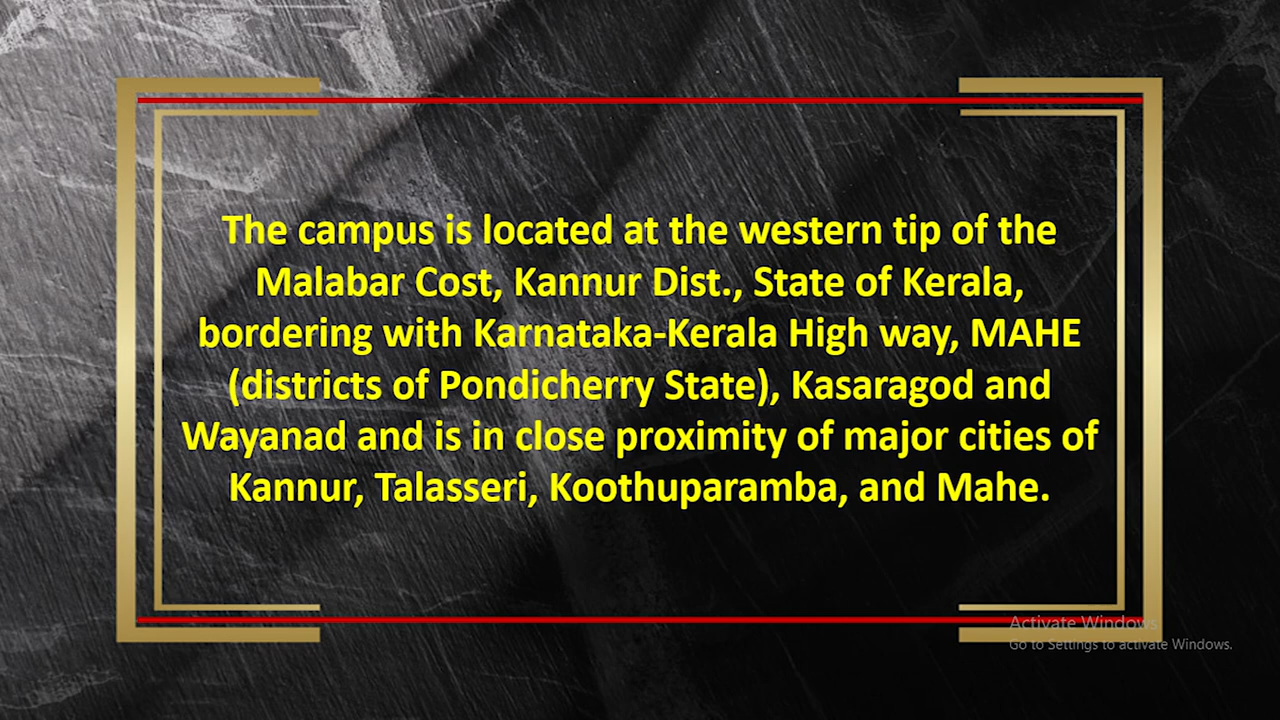 The campus is located at the western tip of the
Malabar Cost, Kannur Dist., State of Kerala,
bordering with Karnataka-Kerala High way, MAHE
(districts of Pondicherry State), Kasaragod and
Wayanad and is in close proximity of major cities of
Kannur, Talasseri, Koothuparamba, and Mahe.
Activate Windows
Go to Settings to activate Windows.